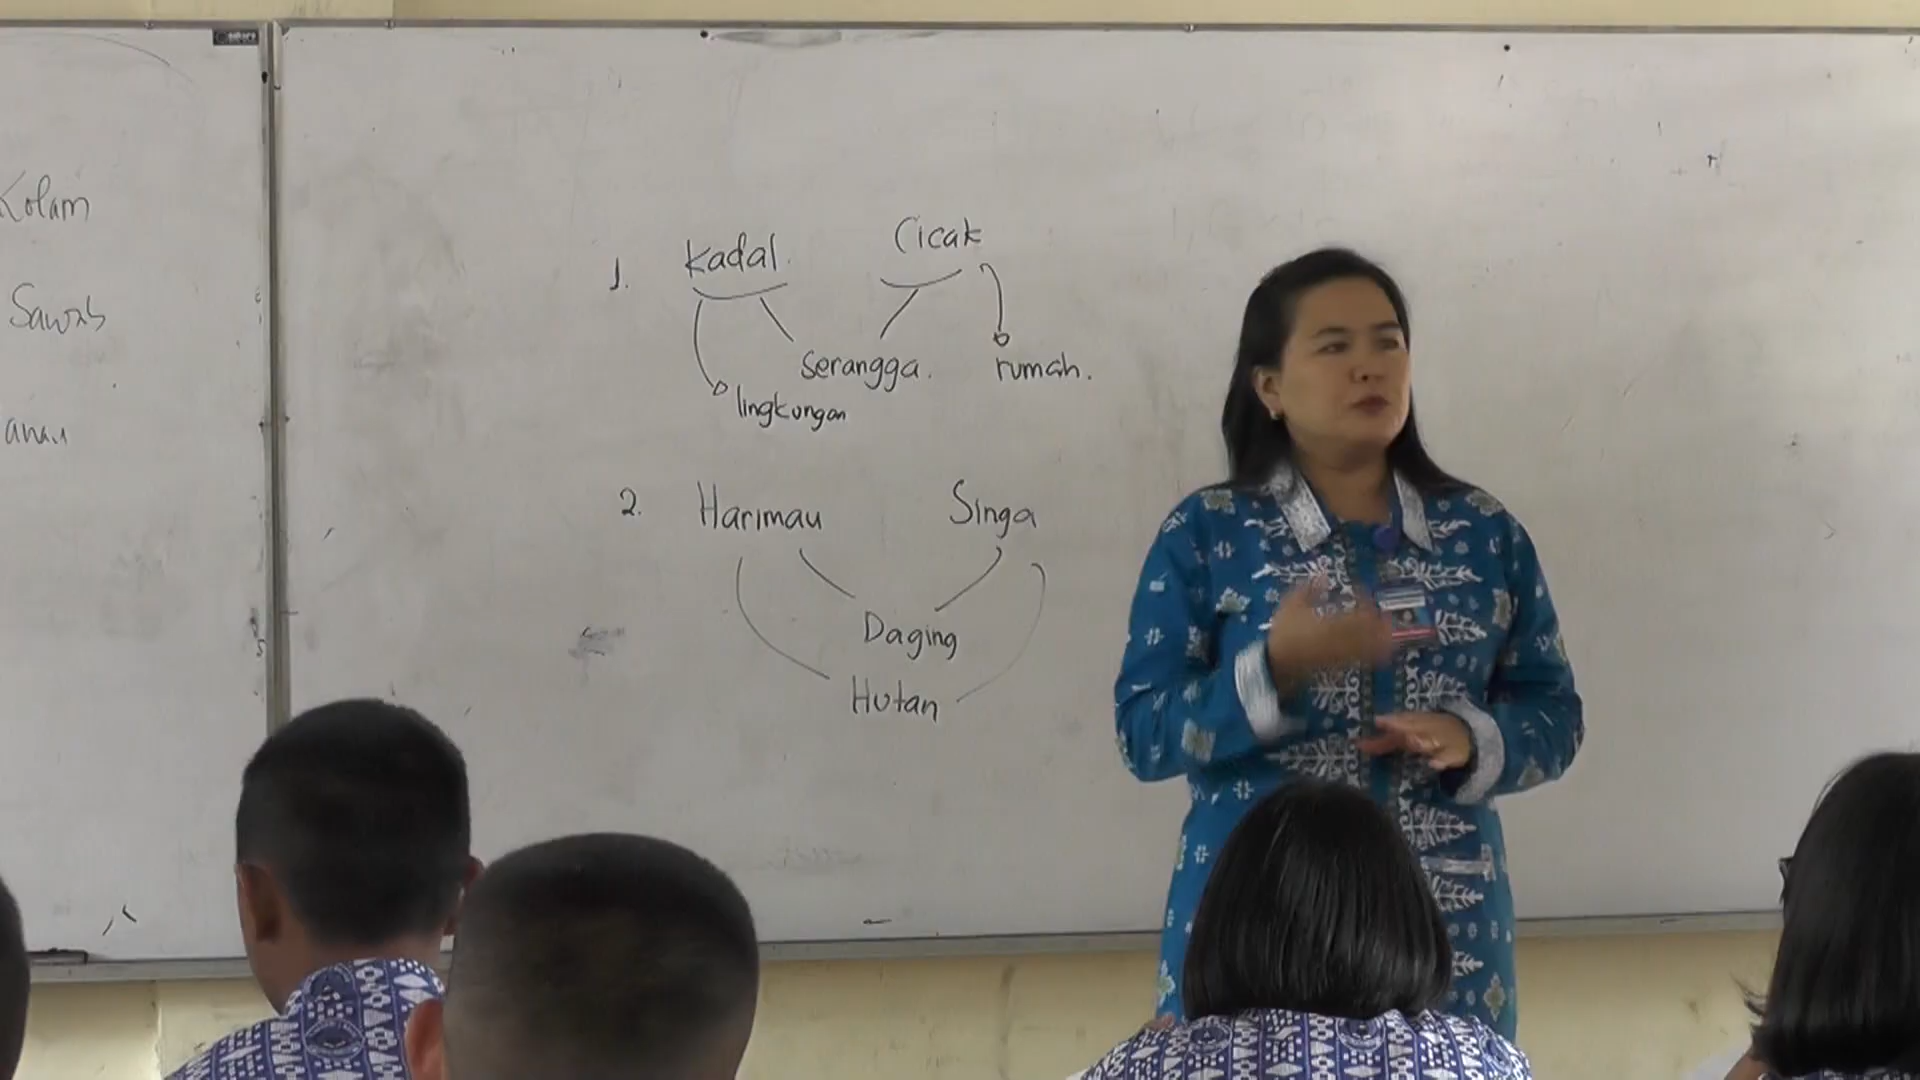 Kolam
Sawah
1. Kadal. Cicak
serangga. rumah.
lingkungan
2. Harimau Singa
Daging
Hutan